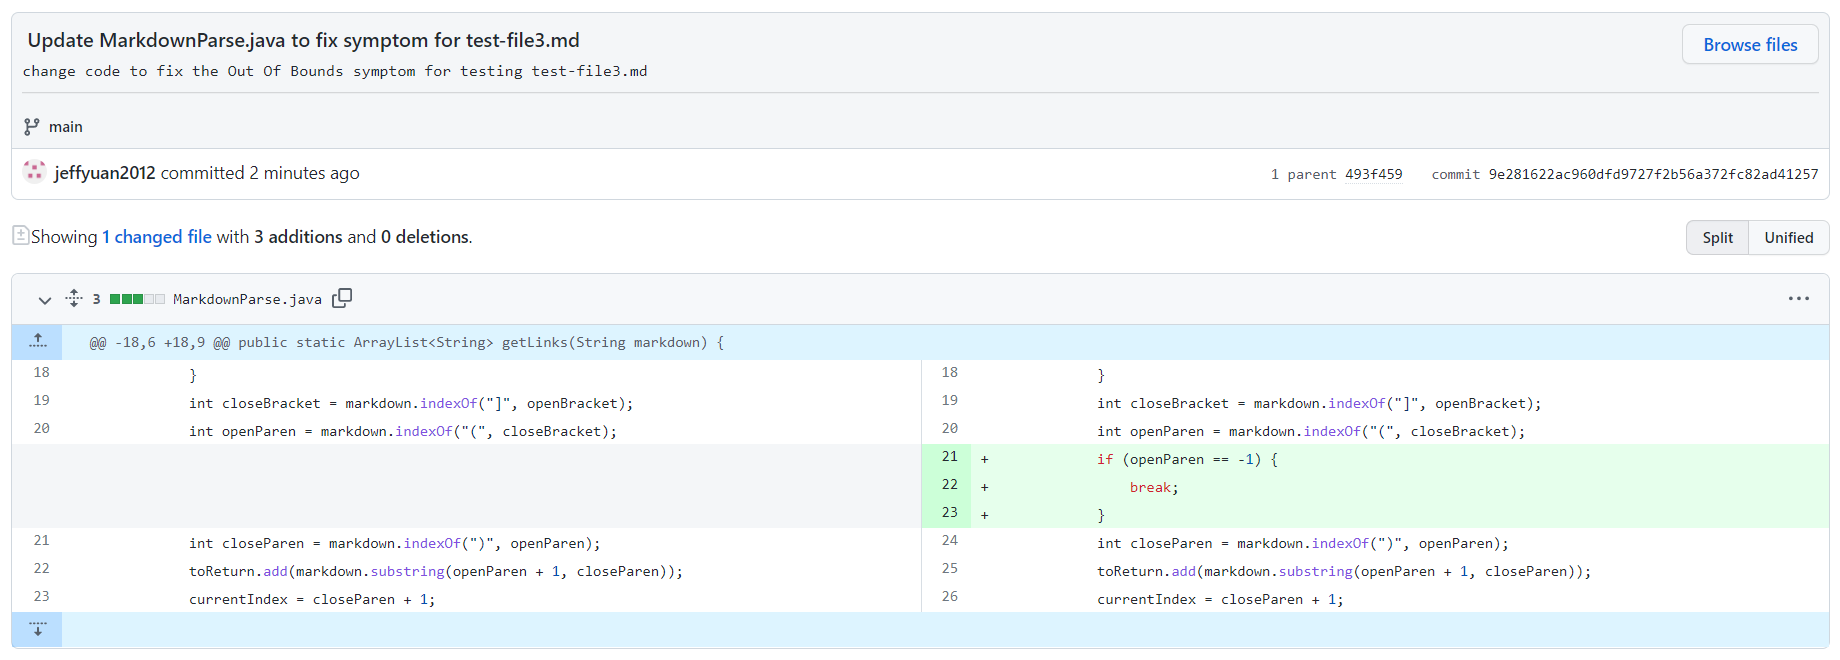 Update MarkdownParse.java to fix symptom for test-file3.md
Browse files
change code to fix the Out Of Bounds symptom for testing test-file3.md
main
jeffyuan2012 committed 2 minutes ago
1 parent 493f459 commit 9e281622ac960dfd9727f2b56a372fc82ad41257
Showing 1 changed file with 3 additions and 0 deletions.
Split Unified
3 MarkdownParse.java
@@ -18,6 +18,9 @@ public static ArrayList<String> getLinks(String markdown) {
18 } 18 }
19 int closeBracket = markdown.indexOf("]", openBracket); 19 int closeBracket = markdown.indexOf("]", openBracket);
20 int openParen = markdown.indexOf("(", closeBracket); 20 int openParen = markdown.indexOf("(", closeBracket);
21 + if (openParen == -1) {
22 + break;
23 + }
21 int closeParen = markdown.indexOf(")", openParen); 24 int closeParen = markdown.indexOf(")", openParen);
22 toReturn.add(markdown.substring(openParen + 1, closeParen)); 25 toReturn.add(markdown.substring(openParen + 1, closeParen));
23 currentIndex = closeParen + 1; 26 currentIndex = closeParen + 1;